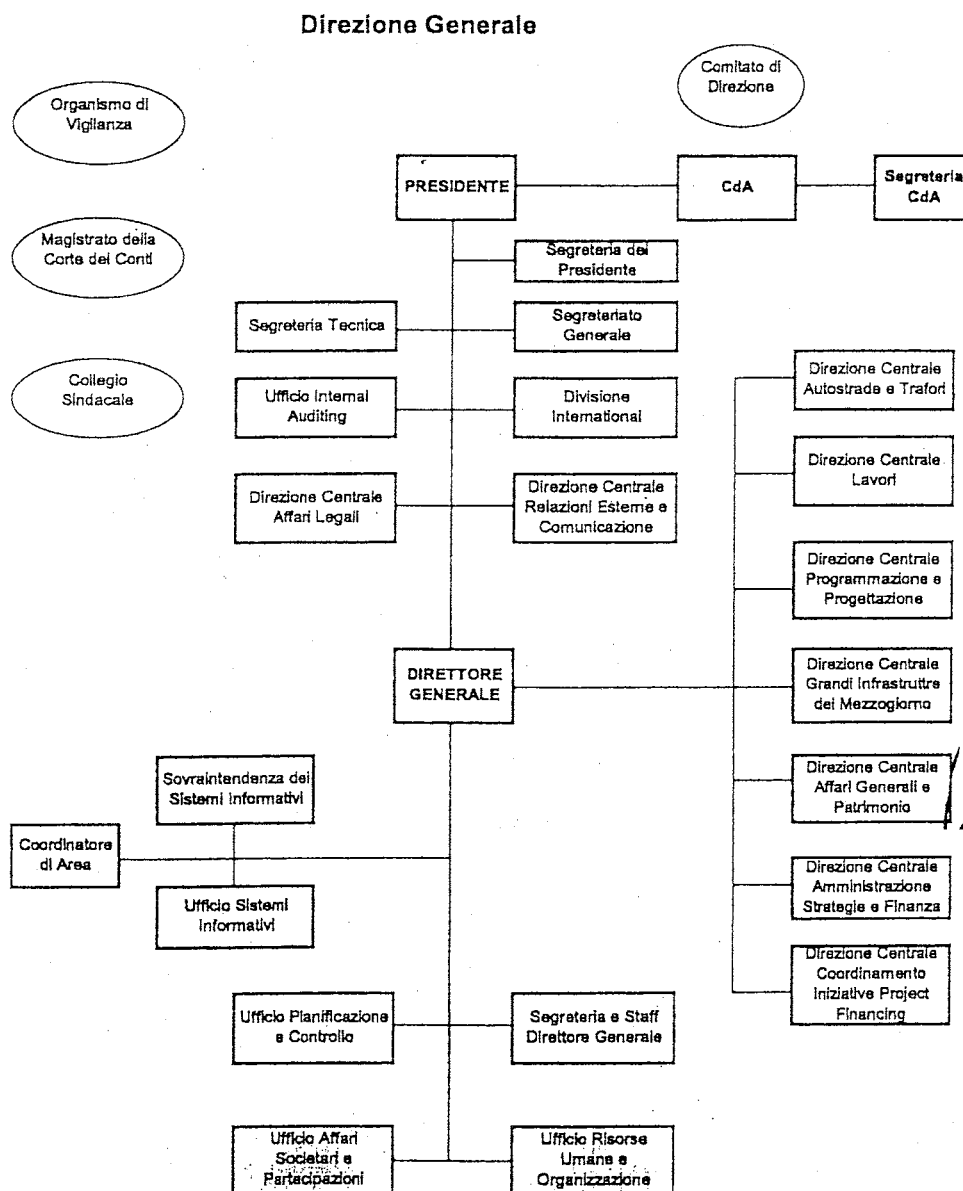 Direzione Generale
Comitato di
Direzione
Organismo di
Vigilanza
PRESIDENTE
CdA
Segreteria
CdA
Magistrato della
Corte dei Conti
Segreteria del
Presidente
Segreteria Tecnica
Segretariato
Generale
Collegio
Sindacale
Ufficio Internal
Auditing
Divisione
International
Direzione Centrale
Autostrade e Trafori
Direzione Centrale
Lavori
Direzione Centrale
Affari Legali
Direzione Centrale
Relazioni Esterne e
Comunicazione
Direzione Centrale
Programmazione e
Progettazione
DIRETTORE
GENERALE
Direzione Centrale
Grandi Infrastruttre
del Mezzogiorno
Sovraintendenza dei
Sistemi Informativi
Direzione Centrale
Affari Generali e
Patrimonio
Coordinatore
di Area
Ufficio Sistemi
Informativi
Direzione Centrale
Amministrazione
Strategie e Finanza
Direzione Centrale
Coordinamento
Iniziative Project
Financing
Ufficio Pianificazione
e Controllo
Segreteria e Staff
Direttore Generale
Ufficio Affari
Societari e
Partecipazioni
Ufficio Risorse
Umane e
Organizzazione